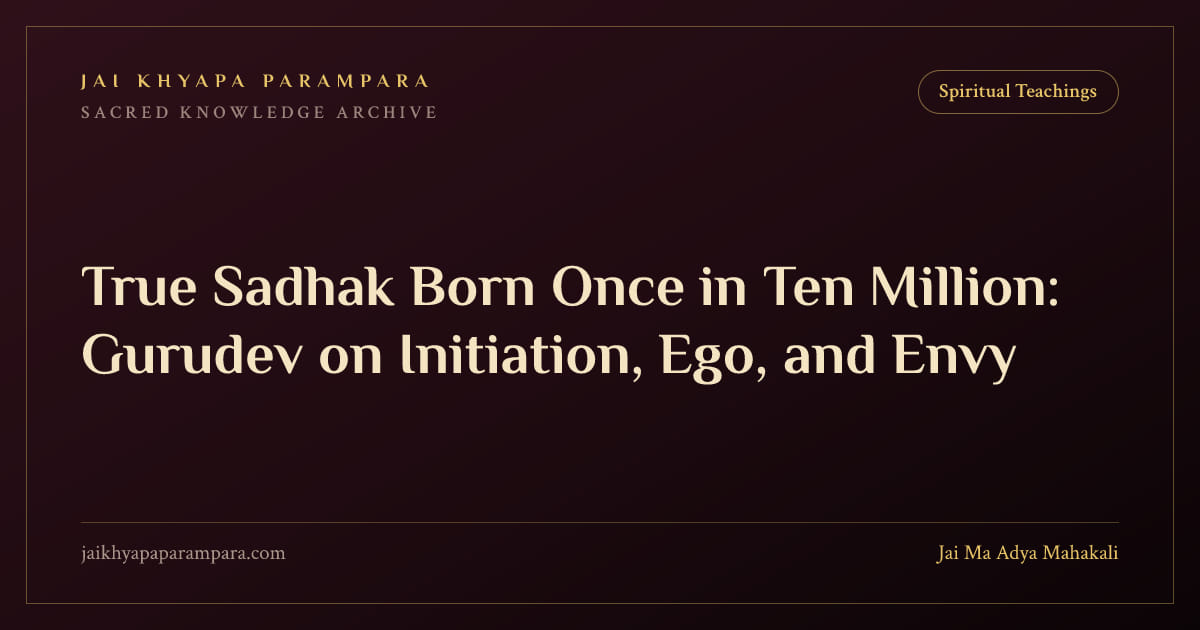 JAI KHYAPA PARAMPARA
SACRED KNOWLEDGE ARCHIVE
Spiritual Teachings
True Sadhak Born Once in Ten Million:
Gurudev on Initiation, Ego, and Envy
jaikhyapaparampara.com
Jai Ma Adya Mahakali